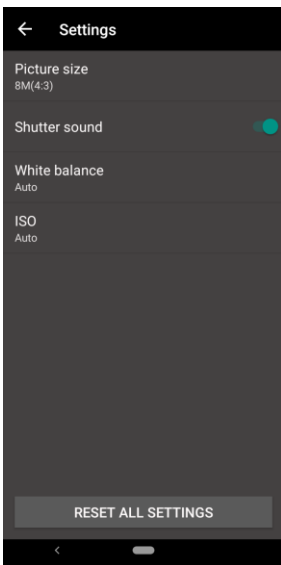 Settings
Picture size
8M(4:3)
Shutter sound
White balance
Auto
ISO
Auto
RESET ALL SETTINGS